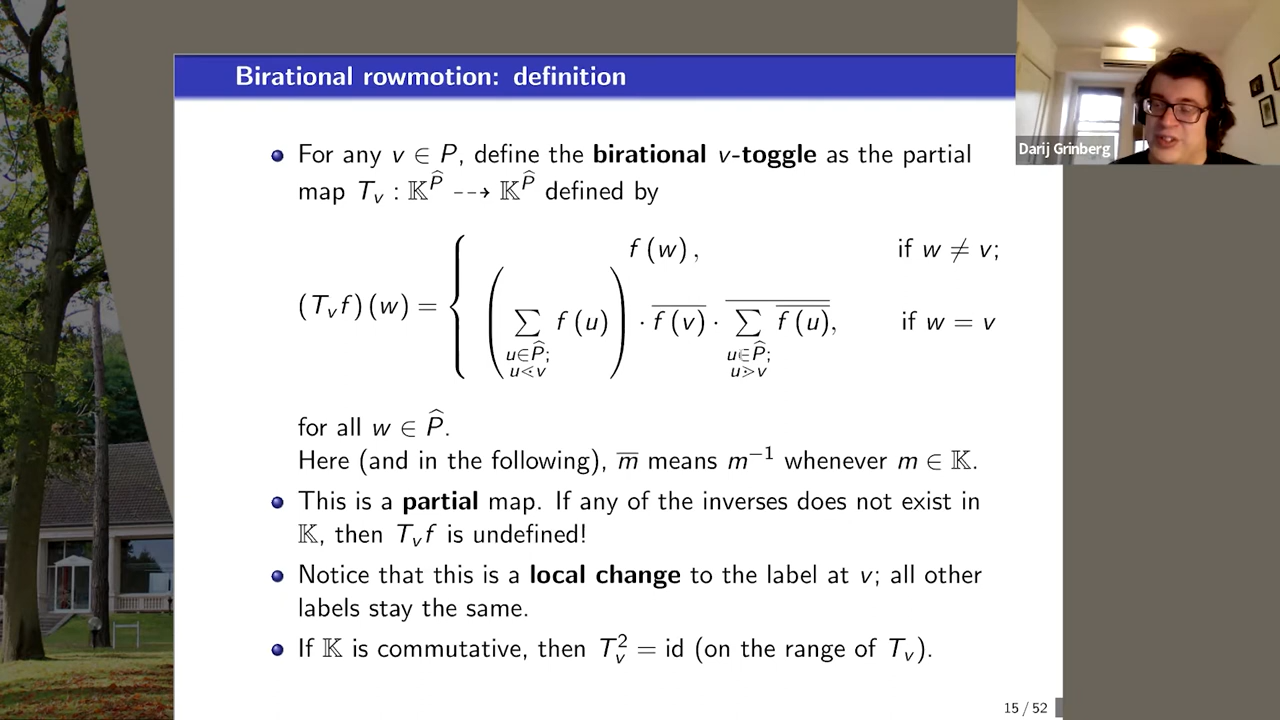 Birational rowmotion: definition
Darij Grinberg
For any v ∈ P, define the birational v-toggle as the partial
map T_v : 𝕂^P̂ ⇢ 𝕂^P̂ defined by
(T_v f)(w) = { f(w), if w ≠ v;
( ∑_{u∈P̂; u⋖v} f(u) ) · \overline{f(v)} · \overline{∑_{u∈P̂; u⋗v} \overline{f(u)}}, if w = v
for all w ∈ P̂.
Here (and in the following), \overline{m} means m⁻¹ whenever m ∈ 𝕂.
This is a partial map. If any of the inverses does not exist in
𝕂, then T_v f is undefined!
Notice that this is a local change to the label at v; all other
labels stay the same.
If 𝕂 is commutative, then T_v² = id (on the range of T_v).
15 / 52